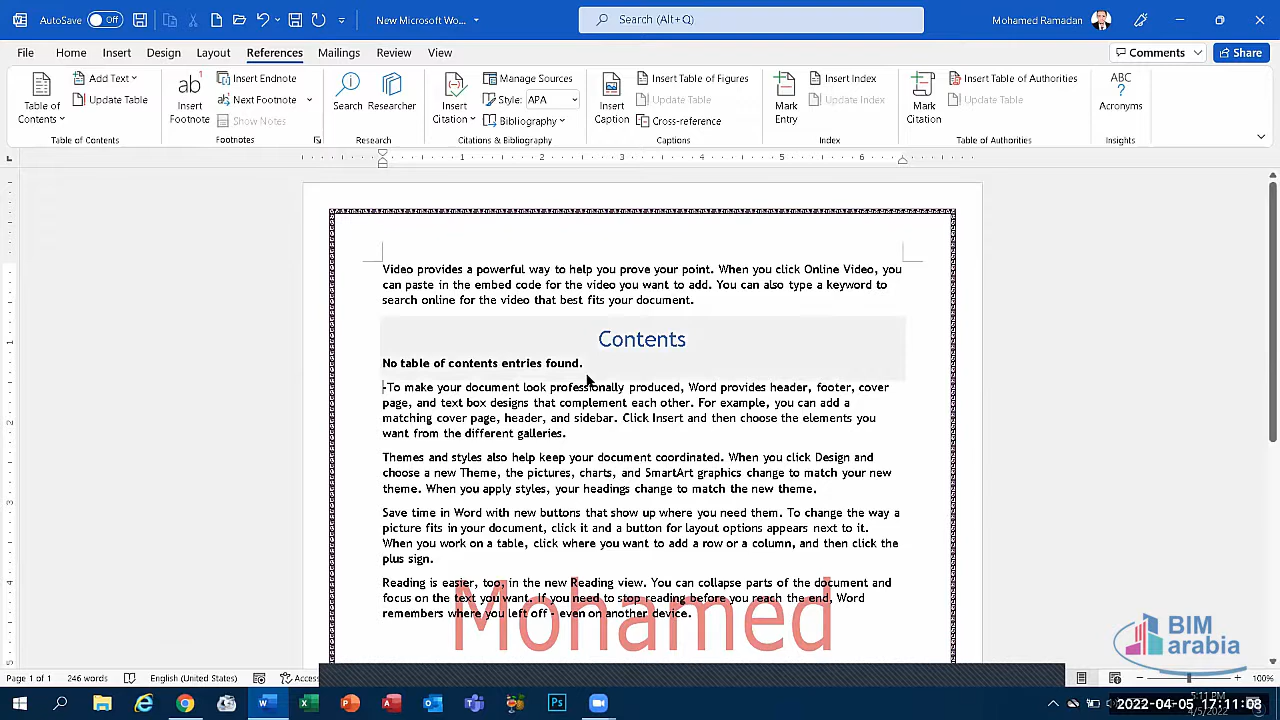 AutoSave Off New Microsoft Wo... Search (Alt+Q) Mohamed Ramadan
File Home Insert Design Layout References Mailings Review View Comments Share
Table of Contents Add Text Update Table
Insert Footnote Insert Endnote Next Footnote Show Notes
Search Researcher
Insert Citation Manage Sources Style: APA Bibliography
Insert Caption Insert Table of Figures Update Table Cross-reference
Mark Entry Insert Index Update Index
Mark Citation Insert Table of Authorities Update Table
Acronyms
Table of Contents Footnotes Research Citations & Bibliography Captions Index Table of Authorities Insights
1 2 3 4 5 6
Video provides a powerful way to help you prove your point. When you click Online Video, you
can paste in the embed code for the video you want to add. You can also type a keyword to
search online for the video that best fits your document.
Contents
No table of contents entries found.
-To make your document look professionally produced, Word provides header, footer, cover
page, and text box designs that complement each other. For example, you can add a
matching cover page, header, and sidebar. Click Insert and then choose the elements you
want from the different galleries.
Themes and styles also help keep your document coordinated. When you click Design and
choose a new Theme, the pictures, charts, and SmartArt graphics change to match your new
theme. When you apply styles, your headings change to match the new theme.
Save time in Word with new buttons that show up where you need them. To change the way a
picture fits in your document, click it and a button for layout options appears next to it.
When you work on a table, click where you want to add a row or a column, and then click the
plus sign.
Reading is easier, too, in the new Reading view. You can collapse parts of the document and
focus on the text you want. If you need to stop reading before you reach the end, Word
remembers where you left off - even on another device.
Mohamed
BIM
arabia
Page 1 of 1 246 words English (United States) 100%
5:11 PM
2022-04-05 17:11:08
4/5/2022